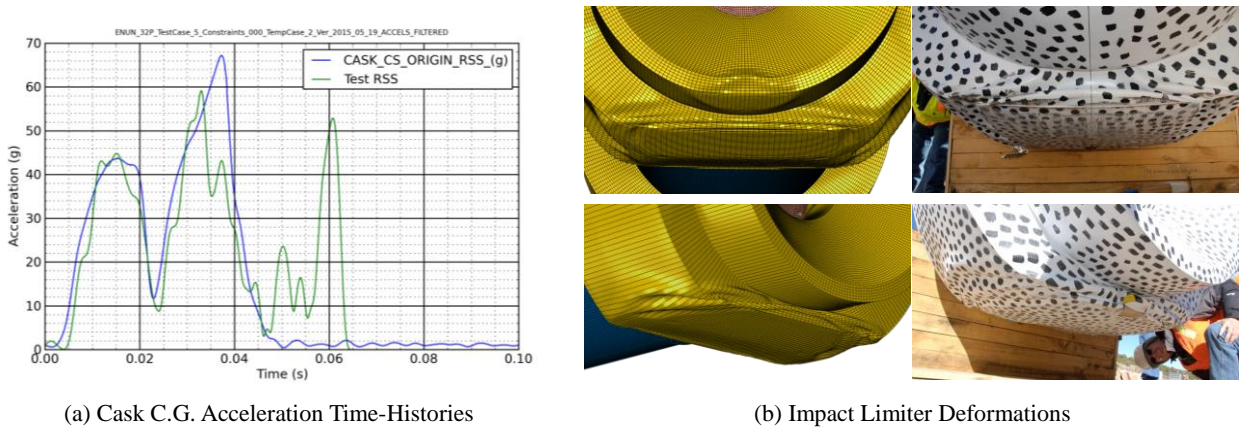 ENUN_32P_TestCase_5_Constraints_000_TempCase_2_Ver_2015_05_19_ACCELS_FILTERED
70
60
50
40
30
20
10
0
Acceleration (g)
CASK_CS_ORIGIN_RSS_(g)
Test RSS
0.00 0.02 0.04 0.06 0.08 0.10
Time (s)
(a) Cask C.G. Acceleration Time-Histories
(b) Impact Limiter Deformations